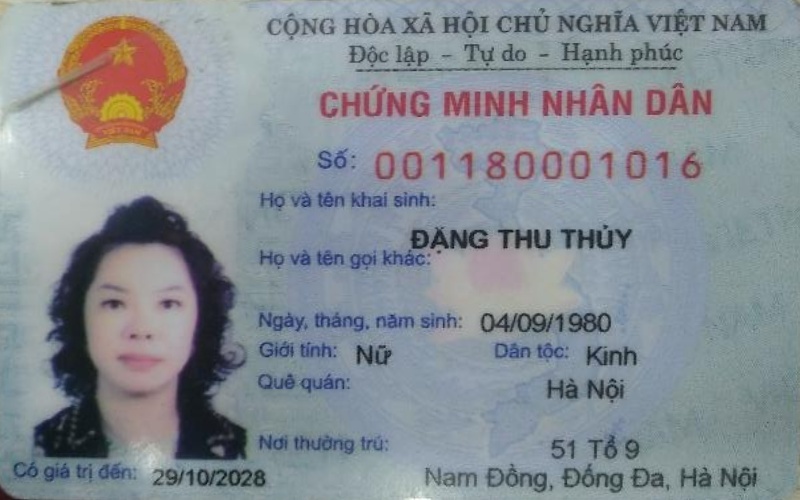 CỘNG HÒA XÃ HỘI CHỦ NGHĨA VIỆT NAM
Độc lập - Tự do - Hạnh phúc
CHỨNG MINH NHÂN DÂN
Số: 001180001016
Họ và tên khai sinh:
ĐẶNG THU THỦY
Họ và tên gọi khác:
Ngày, tháng, năm sinh: 04/09/1980
Giới tính: Nữ Dân tộc: Kinh
Quê quán:
Hà Nội
Nơi thường trú: 51 Tổ 9
Có giá trị đến: 29/10/2028 Nam Đồng, Đống Đa, Hà Nội